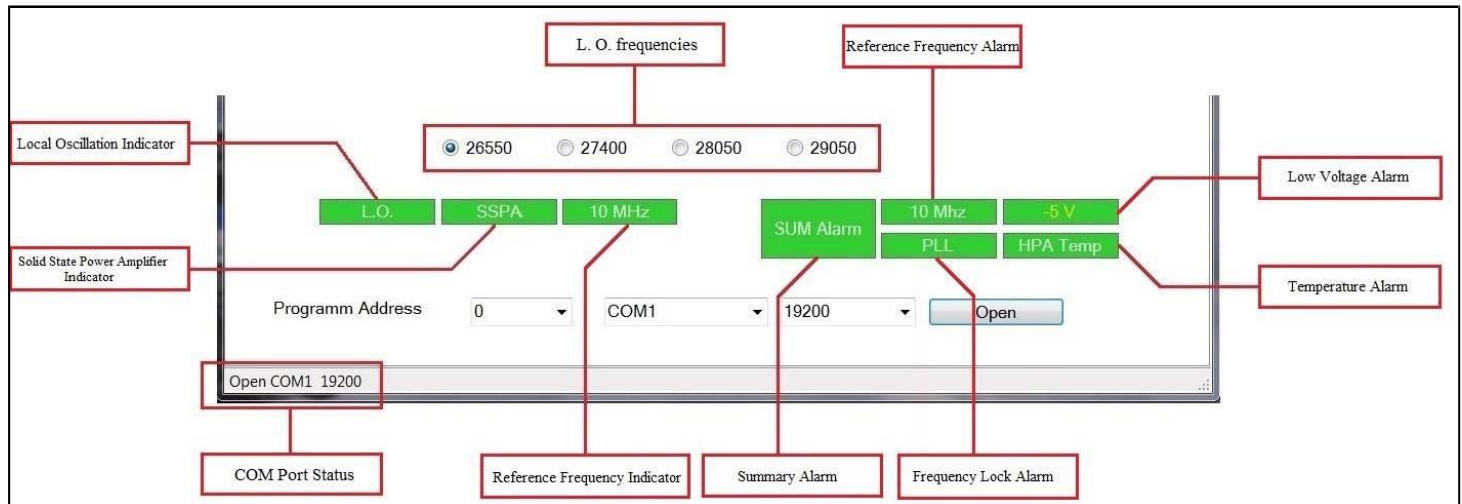 L. O. frequencies
Reference Frequency Alarm
Local Oscillation Indicator
26550 27400 28050 29050
Low Voltage Alarm
L.O. SSPA 10 MHz
SUM Alarm
10 Mhz -5 V
PLL HPA Temp
Solid State Power Amplifier
Indicator
Temperature Alarm
Programm Address 0 COM1 19200 Open
Open COM1 19200
COM Port Status
Reference Frequency Indicator
Summary Alarm
Frequency Lock Alarm